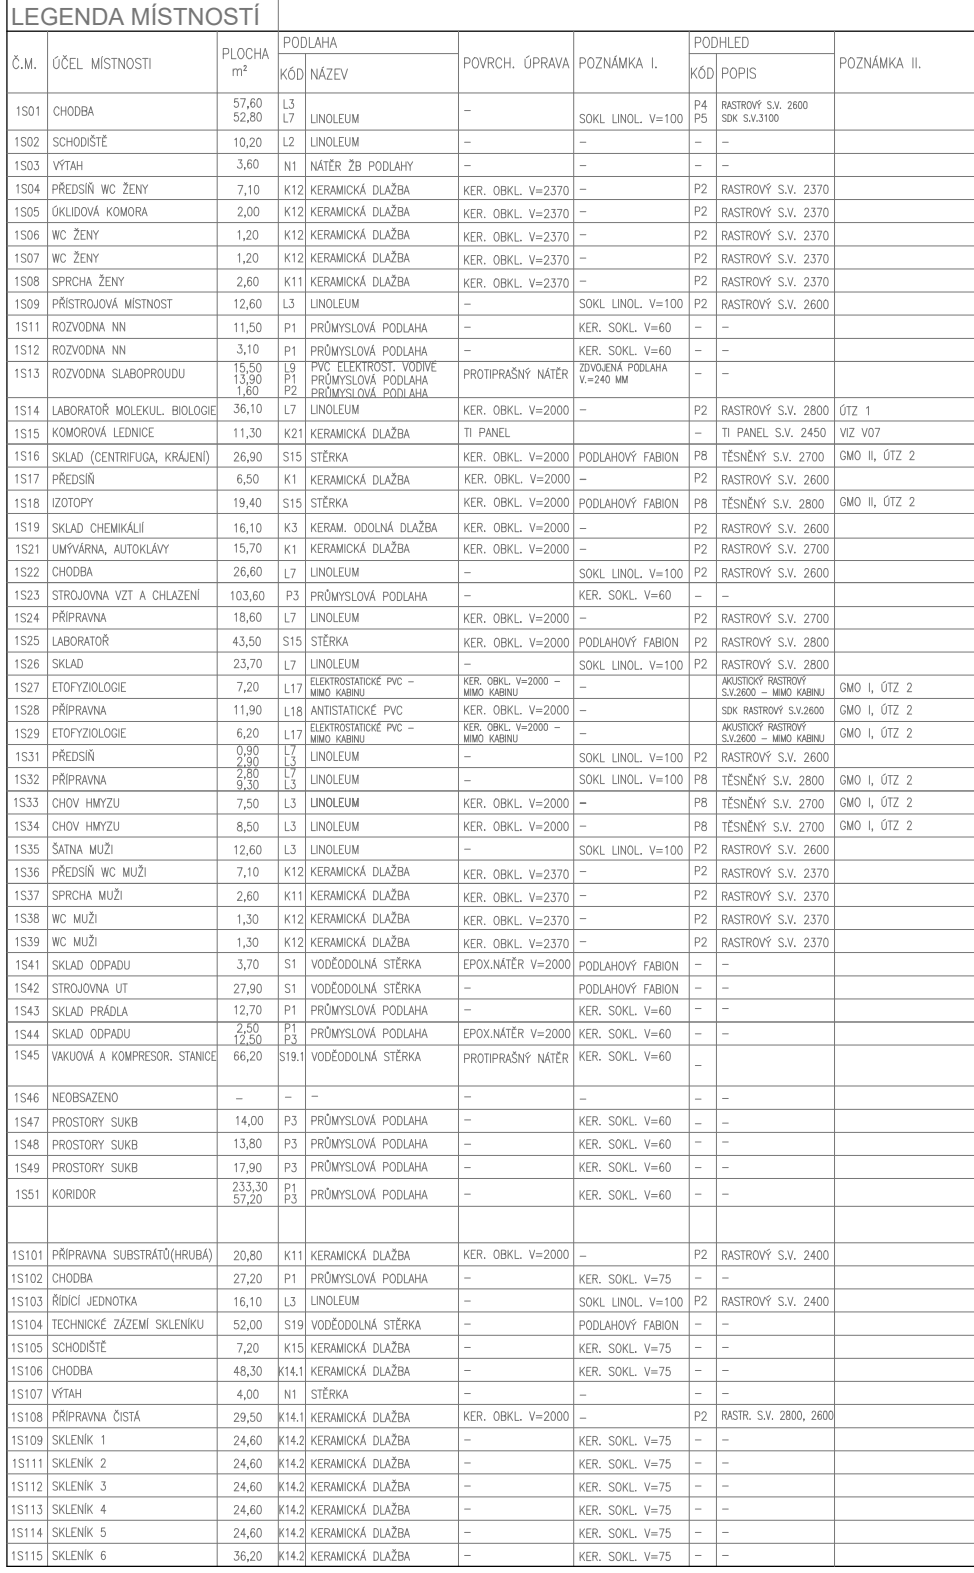 LEGENDA MÍSTNOSTÍ
Č.M. ÚČEL MÍSTNOSTI PLOCHA m² PODLAHA KÓD NÁZEV POVRCH. ÚPRAVA POZNÁMKA I. PODHLED KÓD POPIS POZNÁMKA II.
1S01 CHODBA 57,60 52,80 L3 L7 LINOLEUM – SOKL LINOL. V=100 P4 P5 RASTROVÝ S.V. 2600 SDK S.V.3100
1S02 SCHODIŠTĚ 10,20 L2 LINOLEUM – – – –
1S03 VÝTAH 3,60 N1 NÁTĚR ŽB PODLAHY – – – –
1S04 PŘEDSÍŇ WC ŽENY 7,10 K12 KERAMICKÁ DLAŽBA KER. OBKL. V=2370 – P2 RASTROVÝ S.V. 2370
1S05 ÚKLIDOVÁ KOMORA 2,00 K12 KERAMICKÁ DLAŽBA KER. OBKL. V=2370 – P2 RASTROVÝ S.V. 2370
1S06 WC ŽENY 1,20 K12 KERAMICKÁ DLAŽBA KER. OBKL. V=2370 – P2 RASTROVÝ S.V. 2370
1S07 WC ŽENY 1,20 K12 KERAMICKÁ DLAŽBA KER. OBKL. V=2370 – P2 RASTROVÝ S.V. 2370
1S08 SPRCHA ŽENY 2,60 K11 KERAMICKÁ DLAŽBA KER. OBKL. V=2370 – P2 RASTROVÝ S.V. 2370
1S09 PŘÍSTROJOVÁ MÍSTNOST 12,60 L3 LINOLEUM – SOKL LINOL. V=100 P2 RASTROVÝ S.V. 2600
1S11 ROZVODNA NN 11,50 P1 PRŮMYSLOVÁ PODLAHA – KER. SOKL. V=60 – –
1S12 ROZVODNA NN 3,10 P1 PRŮMYSLOVÁ PODLAHA – KER. SOKL. V=60 – –
1S13 ROZVODNA SLABOPROUDU 15,50 13,90 1,60 L9 P1 P2 PVC ELEKTROST. VODIVÉ PRŮMYSLOVÁ PODLAHA PRŮMYSLOVÁ PODLAHA PROTIPRAŠNÝ NÁTĚR ZDVOJENÁ PODLAHA V.=240 MM – –
1S14 LABORATOŘ MOLEKUL. BIOLOGIE 36,10 L7 LINOLEUM KER. OBKL. V=2000 – P2 RASTROVÝ S.V. 2800 ÚTZ 1
1S15 KOMOROVÁ LEDNICE 11,30 K21 KERAMICKÁ DLAŽBA TI PANEL – TI PANEL S.V. 2450 VIZ V07
1S16 SKLAD (CENTRIFUGA, KRÁJENÍ) 26,90 S15 STĚRKA KER. OBKL. V=2000 PODLAHOVÝ FABION P8 TĚSNĚNÝ S.V. 2700 GMO II, ÚTZ 2
1S17 PŘEDSÍŇ 6,50 K1 KERAMICKÁ DLAŽBA KER. OBKL. V=2000 – P2 RASTROVÝ S.V. 2600
1S18 IZOTOPY 19,40 S15 STĚRKA KER. OBKL. V=2000 PODLAHOVÝ FABION P8 TĚSNĚNÝ S.V. 2800 GMO II, ÚTZ 2
1S19 SKLAD CHEMIKÁLIÍ 16,10 K3 KERAM. ODOLNÁ DLAŽBA KER. OBKL. V=2000 – P2 RASTROVÝ S.V. 2600
1S21 UMÝVÁRNA, AUTOKLÁVY 15,70 K1 KERAMICKÁ DLAŽBA KER. OBKL. V=2000 – P2 RASTROVÝ S.V. 2700
1S22 CHODBA 26,60 L7 LINOLEUM – SOKL LINOL. V=100 P2 RASTROVÝ S.V. 2600
1S23 STROJOVNA VZT A CHLAZENÍ 103,60 P3 PRŮMYSLOVÁ PODLAHA – KER. SOKL. V=60 – –
1S24 PŘÍPRAVNA 18,60 L7 LINOLEUM KER. OBKL. V=2000 – P2 RASTROVÝ S.V. 2700
1S25 LABORATOŘ 43,50 S15 STĚRKA KER. OBKL. V=2000 PODLAHOVÝ FABION P2 RASTROVÝ S.V. 2800
1S26 SKLAD 23,70 L7 LINOLEUM – SOKL LINOL. V=100 P2 RASTROVÝ S.V. 2800
1S27 ETOFYZIOLOGIE 7,20 L17 ELEKTROSTATICKÉ PVC – MIMO KABINU KER. OBKL. V=2000 – MIMO KABINU – AKUSTICKÝ RASTROVÝ S.V.2600 – MIMO KABINU GMO I, ÚTZ 2
1S28 PŘÍPRAVNA 11,90 L18 ANTISTATICKÉ PVC KER. OBKL. V=2000 – SDK RASTROVÝ S.V.2600 GMO I, ÚTZ 2
1S29 ETOFYZIOLOGIE 6,20 L17 ELEKTROSTATICKÉ PVC – MIMO KABINU KER. OBKL. V=2000 – MIMO KABINU – AKUSTICKÝ RASTROVÝ S.V.2600 – MIMO KABINU GMO I, ÚTZ 2
1S31 PŘEDSÍŇ 0,90 2,90 L7 L3 LINOLEUM – SOKL LINOL. V=100 P2 RASTROVÝ S.V. 2600
1S32 PŘÍPRAVNA 2,80 9,30 L7 L3 LINOLEUM – SOKL LINOL. V=100 P8 TĚSNĚNÝ S.V. 2800 GMO I, ÚTZ 2
1S33 CHOV HMYZU 7,50 L3 LINOLEUM KER. OBKL. V=2000 – P8 TĚSNĚNÝ S.V. 2700 GMO I, ÚTZ 2
1S34 CHOV HMYZU 8,50 L3 LINOLEUM KER. OBKL. V=2000 – P8 TĚSNĚNÝ S.V. 2700 GMO I, ÚTZ 2
1S35 ŠATNA MUŽI 12,60 L3 LINOLEUM – SOKL LINOL. V=100 P2 RASTROVÝ S.V. 2600
1S36 PŘEDSÍŇ WC MUŽI 7,10 K12 KERAMICKÁ DLAŽBA KER. OBKL. V=2370 – P2 RASTROVÝ S.V. 2370
1S37 SPRCHA MUŽI 2,60 K11 KERAMICKÁ DLAŽBA KER. OBKL. V=2370 – P2 RASTROVÝ S.V. 2370
1S38 WC MUŽI 1,30 K12 KERAMICKÁ DLAŽBA KER. OBKL. V=2370 – P2 RASTROVÝ S.V. 2370
1S39 WC MUŽI 1,30 K12 KERAMICKÁ DLAŽBA KER. OBKL. V=2370 – P2 RASTROVÝ S.V. 2370
1S41 SKLAD ODPADU 3,70 S1 VODĚODOLNÁ STĚRKA EPOX.NÁTĚR V=2000 PODLAHOVÝ FABION – –
1S42 STROJOVNA UT 27,90 S1 VODĚODOLNÁ STĚRKA – PODLAHOVÝ FABION – –
1S43 SKLAD PRÁDLA 12,70 P1 PRŮMYSLOVÁ PODLAHA – KER. SOKL. V=60 – –
1S44 SKLAD ODPADU 2,50 12,50 P1 P3 PRŮMYSLOVÁ PODLAHA EPOX.NÁTĚR V=2000 KER. SOKL. V=60 – –
1S45 VAKUOVÁ A KOMPRESOR. STANICE 66,20 S19.1 VODĚODOLNÁ STĚRKA PROTIPRAŠNÝ NÁTĚR KER. SOKL. V=60 –
1S46 NEOBSAZENO – – – – – – –
1S47 PROSTORY SUKB 14,00 P3 PRŮMYSLOVÁ PODLAHA – KER. SOKL. V=60 – –
1S48 PROSTORY SUKB 13,80 P3 PRŮMYSLOVÁ PODLAHA – KER. SOKL. V=60 – –
1S49 PROSTORY SUKB 17,90 P3 PRŮMYSLOVÁ PODLAHA – KER. SOKL. V=60 – –
1S51 KORIDOR 233,30 57,20 P1 P3 PRŮMYSLOVÁ PODLAHA – KER. SOKL. V=60 – –
1S101 PŘÍPRAVNA SUBSTRÁTŮ(HRUBÁ) 20,80 K11 KERAMICKÁ DLAŽBA KER. OBKL. V=2000 – P2 RASTROVÝ S.V. 2400
1S102 CHODBA 27,20 P1 PRŮMYSLOVÁ PODLAHA – KER. SOKL. V=75 – –
1S103 ŘÍDÍCÍ JEDNOTKA 16,10 L3 LINOLEUM – SOKL LINOL. V=100 P2 RASTROVÝ S.V. 2400
1S104 TECHNICKÉ ZÁZEMÍ SKLENÍKU 52,00 S19 VODĚODOLNÁ STĚRKA – PODLAHOVÝ FABION – –
1S105 SCHODIŠTĚ 7,20 K15 KERAMICKÁ DLAŽBA – KER. SOKL. V=75 – –
1S106 CHODBA 48,30 K14.1 KERAMICKÁ DLAŽBA – KER. SOKL. V=75 – –
1S107 VÝTAH 4,00 N1 STĚRKA – – – –
1S108 PŘÍPRAVNA ČISTÁ 29,50 K14.1 KERAMICKÁ DLAŽBA KER. OBKL. V=2000 – P2 RASTR. S.V. 2800, 2600
1S109 SKLENÍK 1 24,60 K14.2 KERAMICKÁ DLAŽBA – KER. SOKL. V=75 – –
1S111 SKLENÍK 2 24,60 K14.2 KERAMICKÁ DLAŽBA – KER. SOKL. V=75 – –
1S112 SKLENÍK 3 24,60 K14.2 KERAMICKÁ DLAŽBA – KER. SOKL. V=75 – –
1S113 SKLENÍK 4 24,60 K14.2 KERAMICKÁ DLAŽBA – KER. SOKL. V=75 – –
1S114 SKLENÍK 5 24,60 K14.2 KERAMICKÁ DLAŽBA – KER. SOKL. V=75 – –
1S115 SKLENÍK 6 36,20 K14.2 KERAMICKÁ DLAŽBA – KER. SOKL. V=75 – –